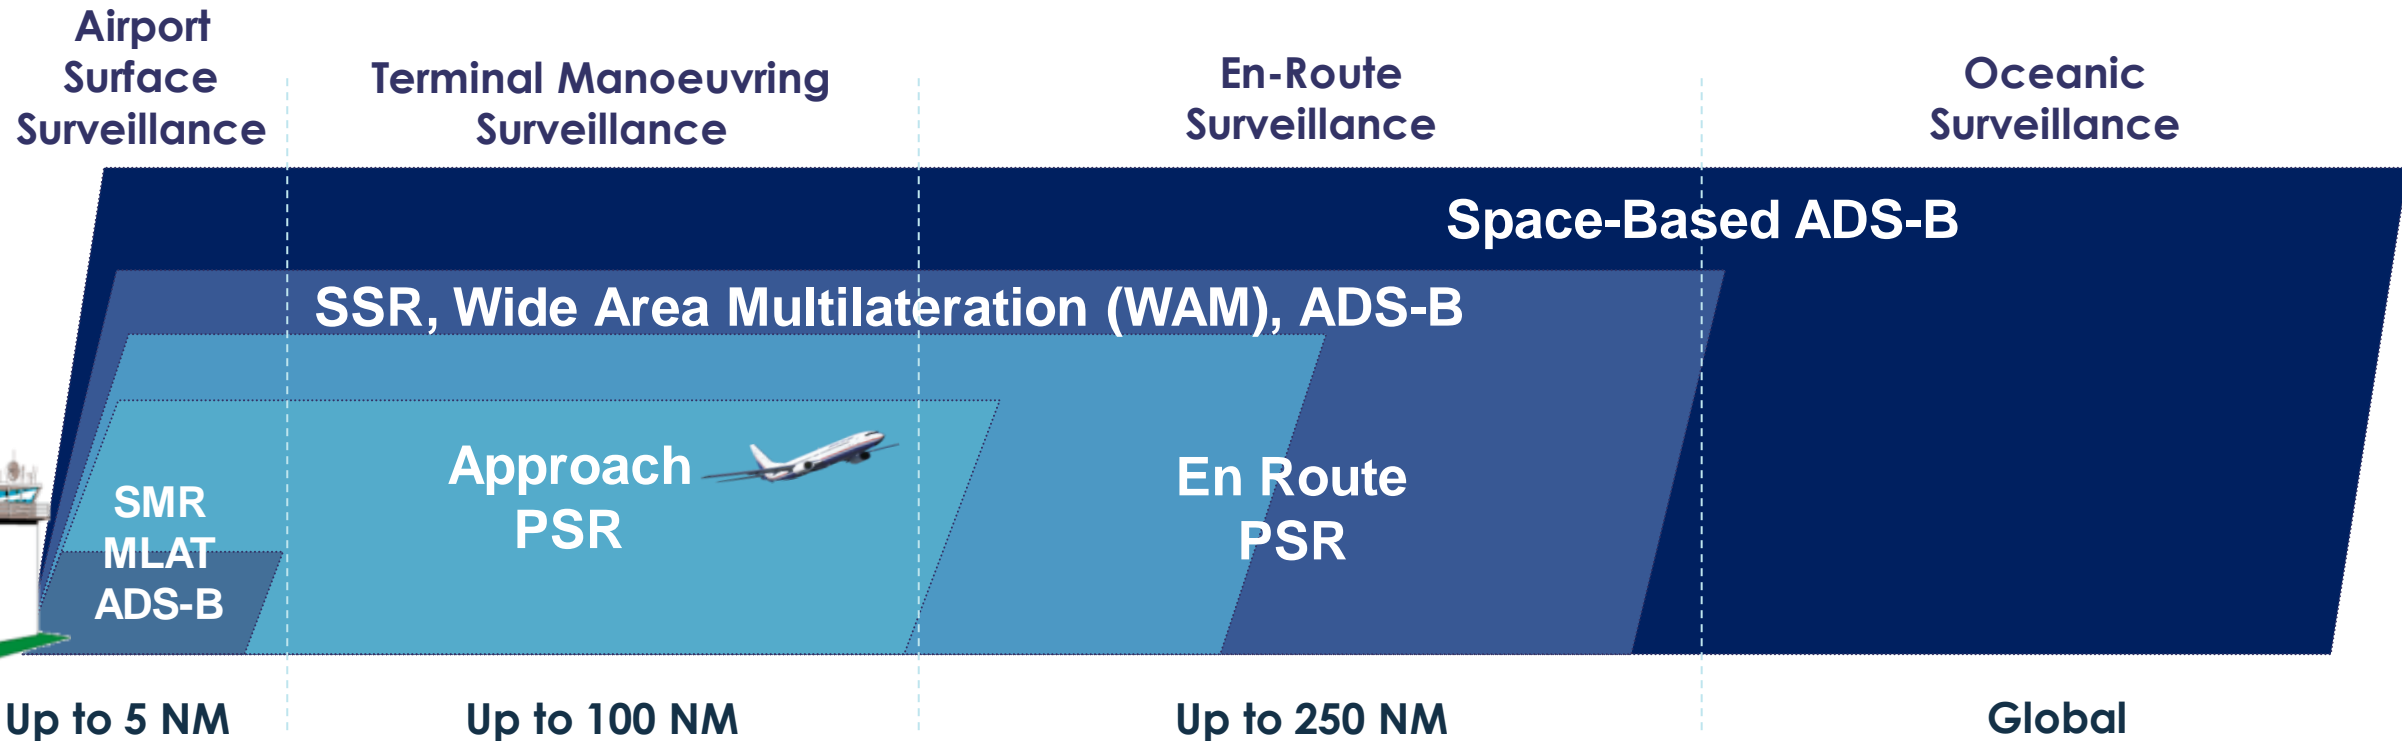 Airport
Surface
Surveillance
Terminal Manoeuvring
Surveillance
En-Route
Surveillance
Oceanic
Surveillance
Space-Based ADS-B
SSR, Wide Area Multilateration (WAM), ADS-B
Approach
PSR
En Route
PSR
SMR
MLAT
ADS-B
Up to 5 NM
Up to 100 NM
Up to 250 NM
Global